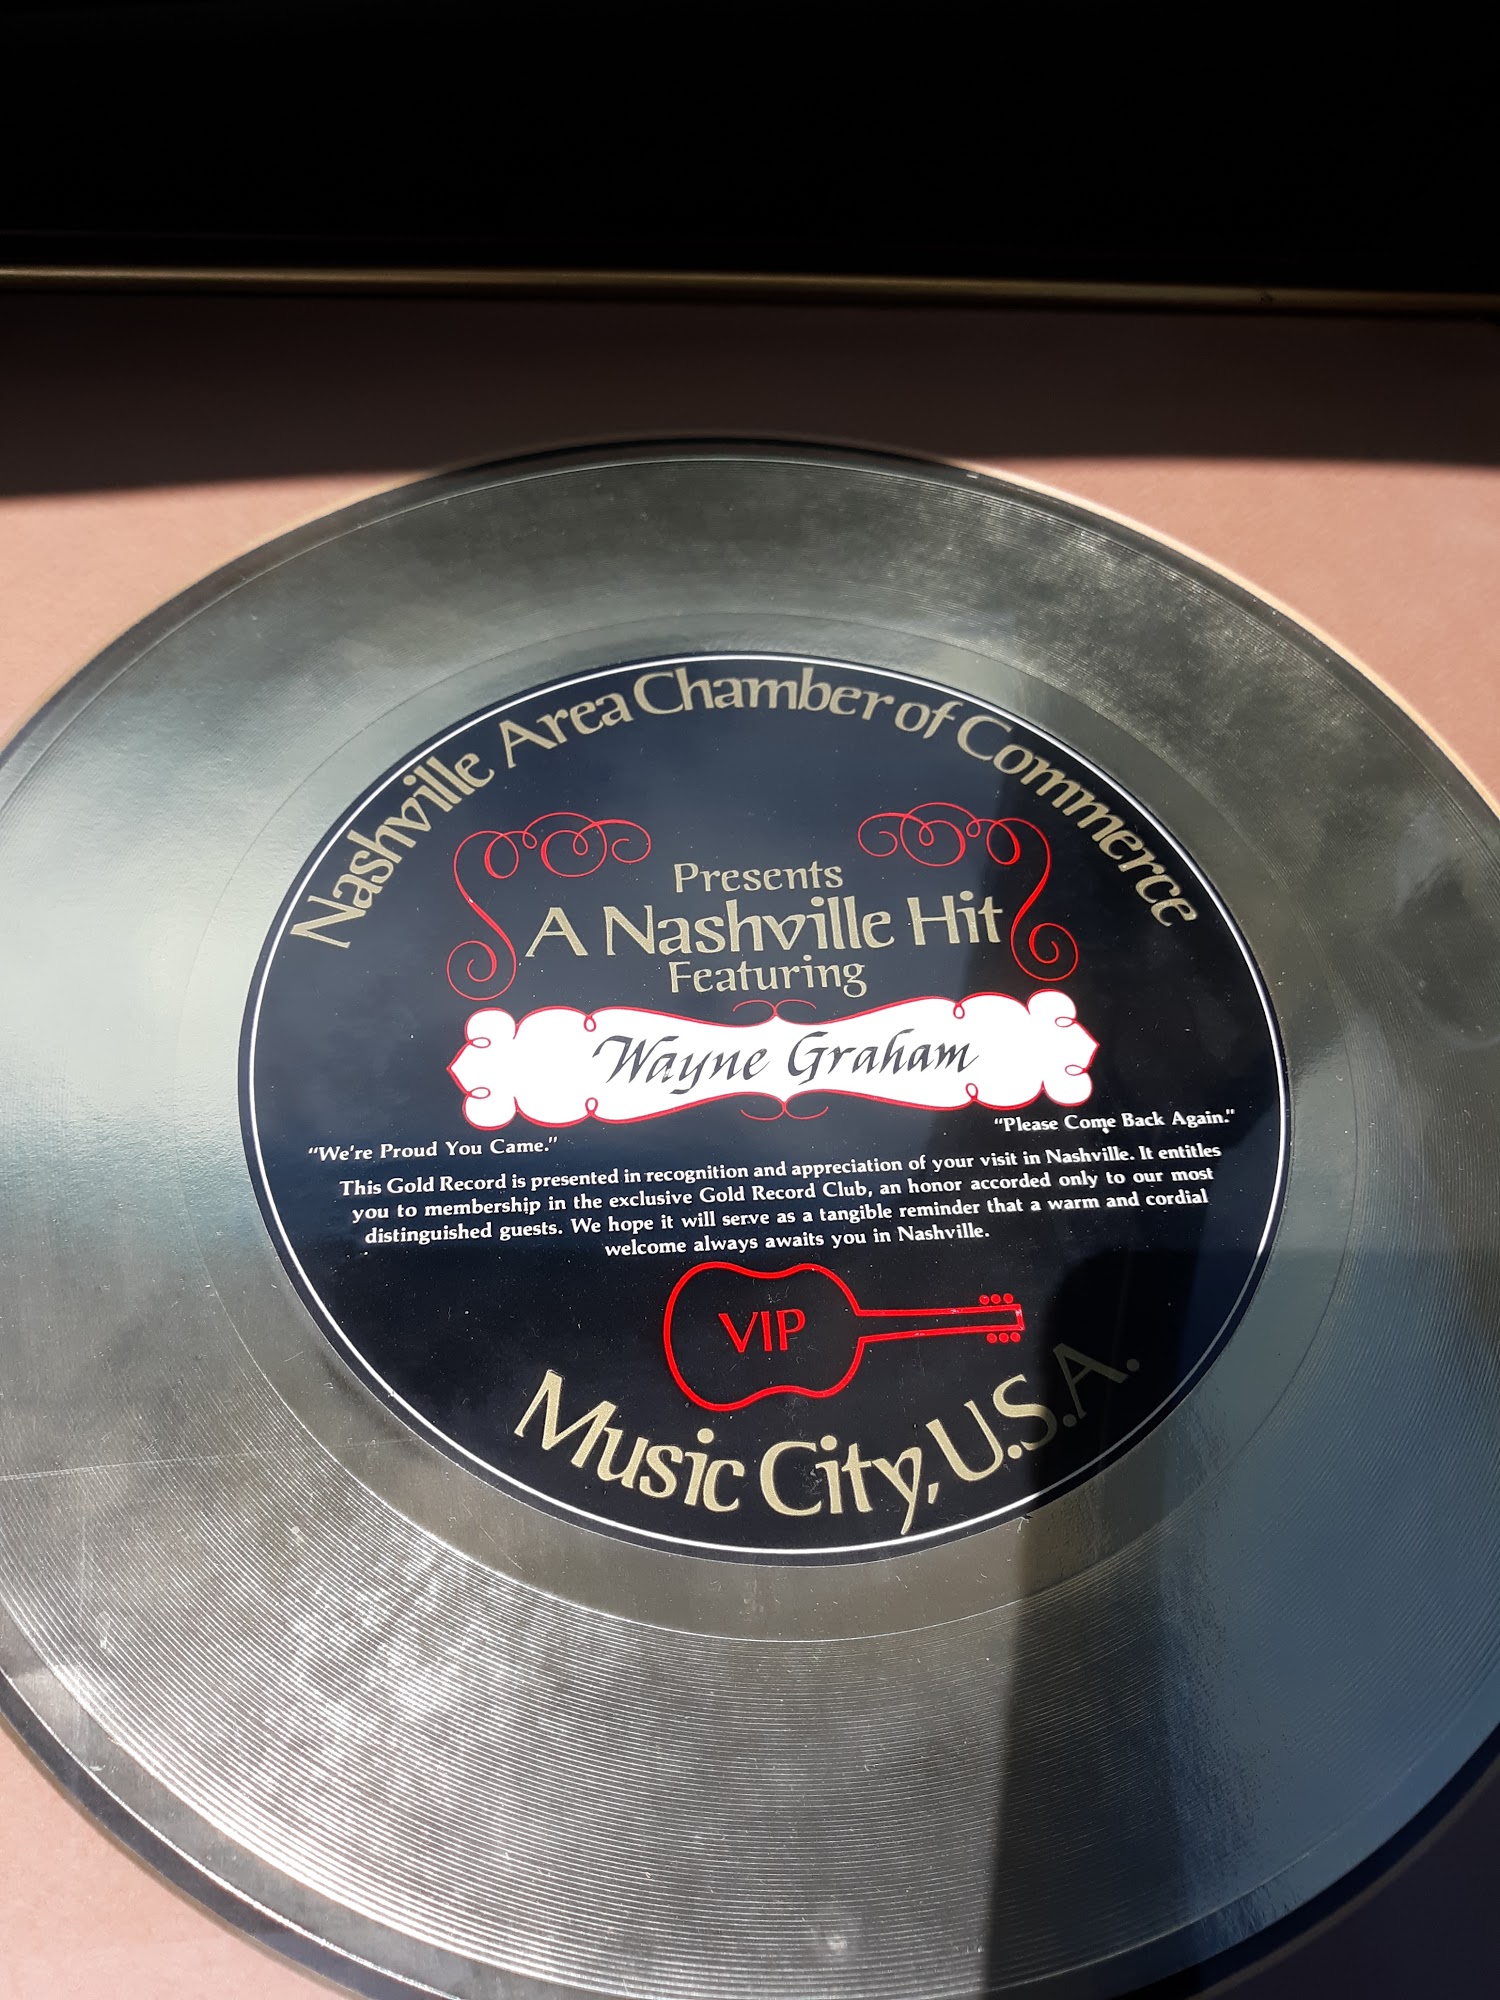 Nashville Area Chamber of Commerce
Presents
A Nashville Hit
Featuring
Wayne Graham
"We're Proud You Came."
"Please Come Back Again."
This Gold Record is presented in recognition and appreciation of your visit in Nashville. It entitles
you to membership in the exclusive Gold Record Club, an honor accorded only to our most
distinguished guests. We hope it will serve as a tangible reminder that a warm and cordial
welcome always awaits you in Nashville.
VIP
Music City, U.S.A.